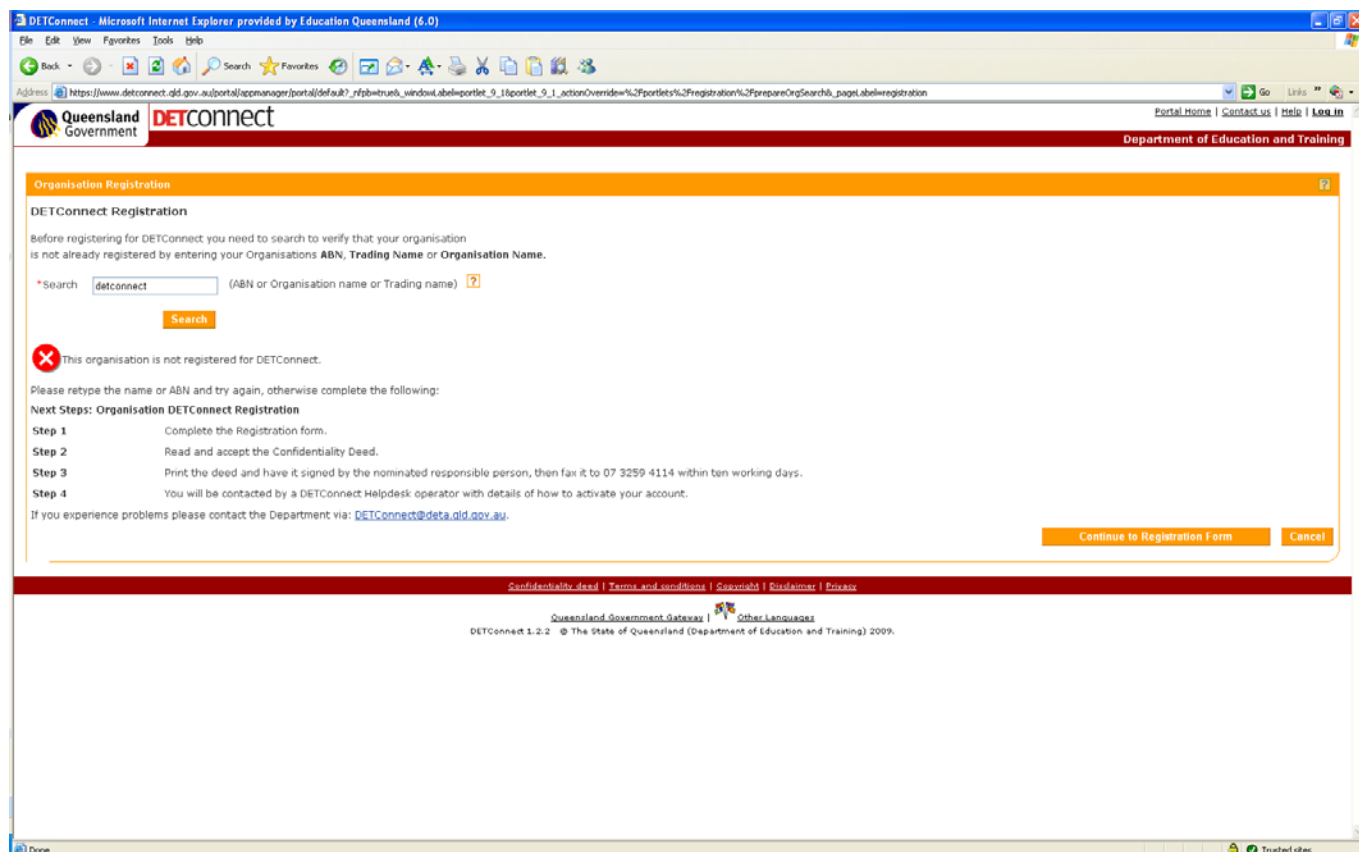 DETConnect - Microsoft Internet Explorer provided by Education Queensland (6.0)
File Edit View Favorites Tools Help
Back Search Favorites
Address https://www.detconnect.qld.gov.au/portal/appmanager/portal/default?_nfpb=true&_windowLabel=portlet_9_1&portlet_9_1_actionOverride=%2Fportlets%2Fregistration%2FprepareOrgSearch&_pageLabel=registration Go Links »
Queensland Government DETconnect Portal Home | Contact us | Help | Log in
Department of Education and Training
Organisation Registration ?
DETConnect Registration
Before registering for DETConnect you need to search to verify that your organisation
is not already registered by entering your Organisations ABN, Trading Name or Organisation Name.
*Search detconnect (ABN or Organisation name or Trading name) ?
Search
This organisation is not registered for DETConnect.
Please retype the name or ABN and try again, otherwise complete the following:
Next Steps: Organisation DETConnect Registration
Step 1 Complete the Registration form.
Step 2 Read and accept the Confidentiality Deed.
Step 3 Print the deed and have it signed by the nominated responsible person, then fax it to 07 3259 4114 within ten working days.
Step 4 You will be contacted by a DETConnect Helpdesk operator with details of how to activate your account.
If you experience problems please contact the Department via: DETConnect@deta.qld.gov.au.
Continue to Registration Form Cancel
Confidentiality deed | Terms and conditions | Copyright | Disclaimer | Privacy
Queensland Government Gateway | Other Languages
DETConnect 1.2.2 © The State of Queensland (Department of Education and Training) 2009.
Done Trusted sites